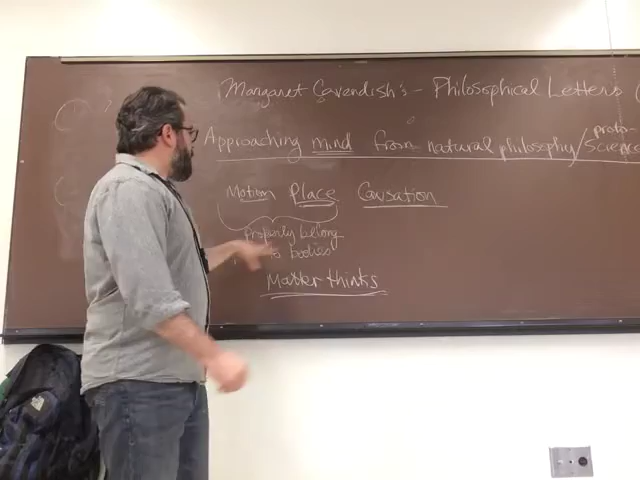 Margaret Cavendish's - Philosophical Letters (
Approaching mind from natural philosophy/proto-science
Motion Place Causation
Properly belong
to bodies
Matter thinks